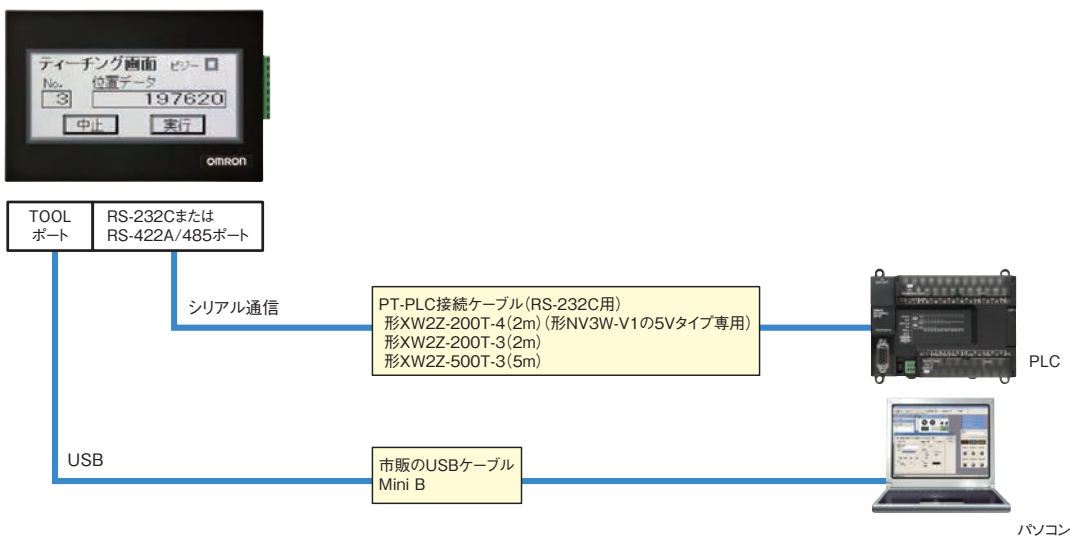 ティーチング画面 ビジー
No. 位置データ
3 197620
中止 実行
OMRON
TOOL
ポート
RS-232Cまたは
RS-422A/485ポート
シリアル通信
PT-PLC接続ケーブル(RS-232C用)
形XW2Z-200T-4(2m)(形NV3W-V1の5Vタイプ専用)
形XW2Z-200T-3(2m)
形XW2Z-500T-3(5m)
PLC
USB
市販のUSBケーブル
Mini B
パソコン